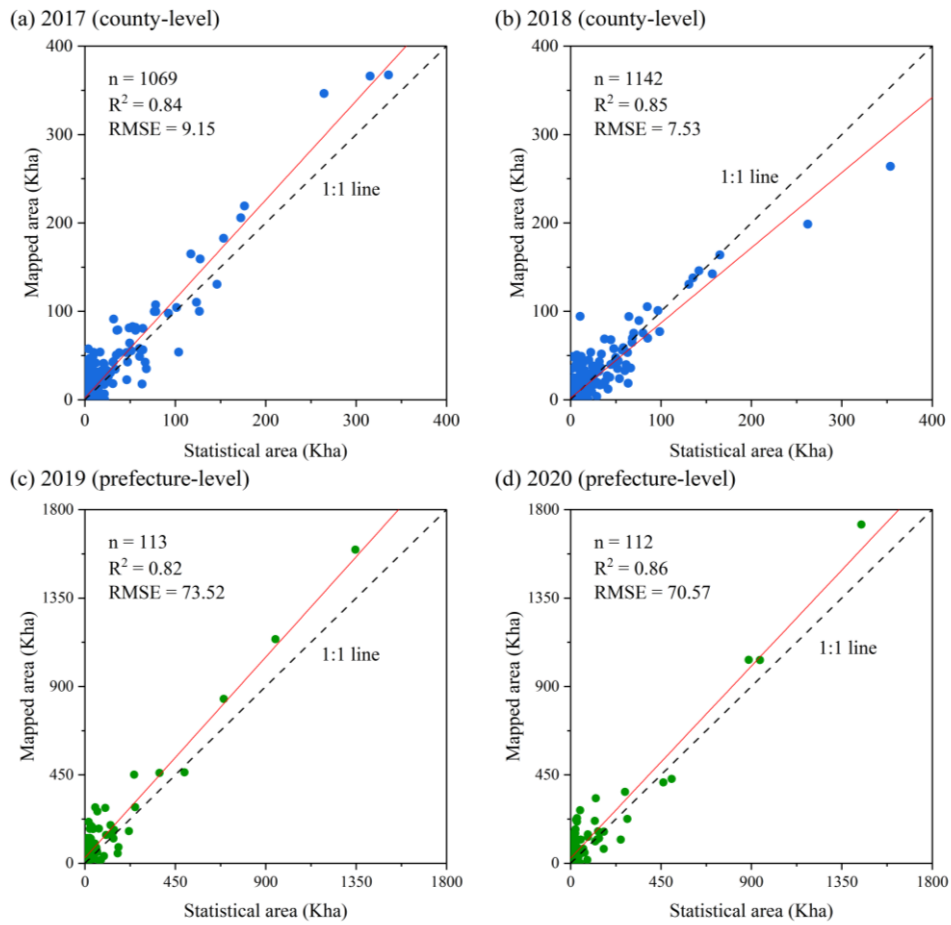 (a) 2017 (county-level)
400
300
200
100
0
Mapped area (Kha)
n = 1069
R² = 0.84
RMSE = 9.15
1:1 line
0 100 200 300 400
Statistical area (Kha)
(b) 2018 (county-level)
400
300
200
100
0
Mapped area (Kha)
n = 1142
R² = 0.85
RMSE = 7.53
1:1 line
0 100 200 300 400
Statistical area (Kha)
(c) 2019 (prefecture-level)
1800
1350
900
450
0
Mapped area (Kha)
n = 113
R² = 0.82
RMSE = 73.52
1:1 line
0 450 900 1350 1800
Statistical area (Kha)
(d) 2020 (prefecture-level)
1800
1350
900
450
0
Mapped area (Kha)
n = 112
R² = 0.86
RMSE = 70.57
1:1 line
0 450 900 1350 1800
Statistical area (Kha)